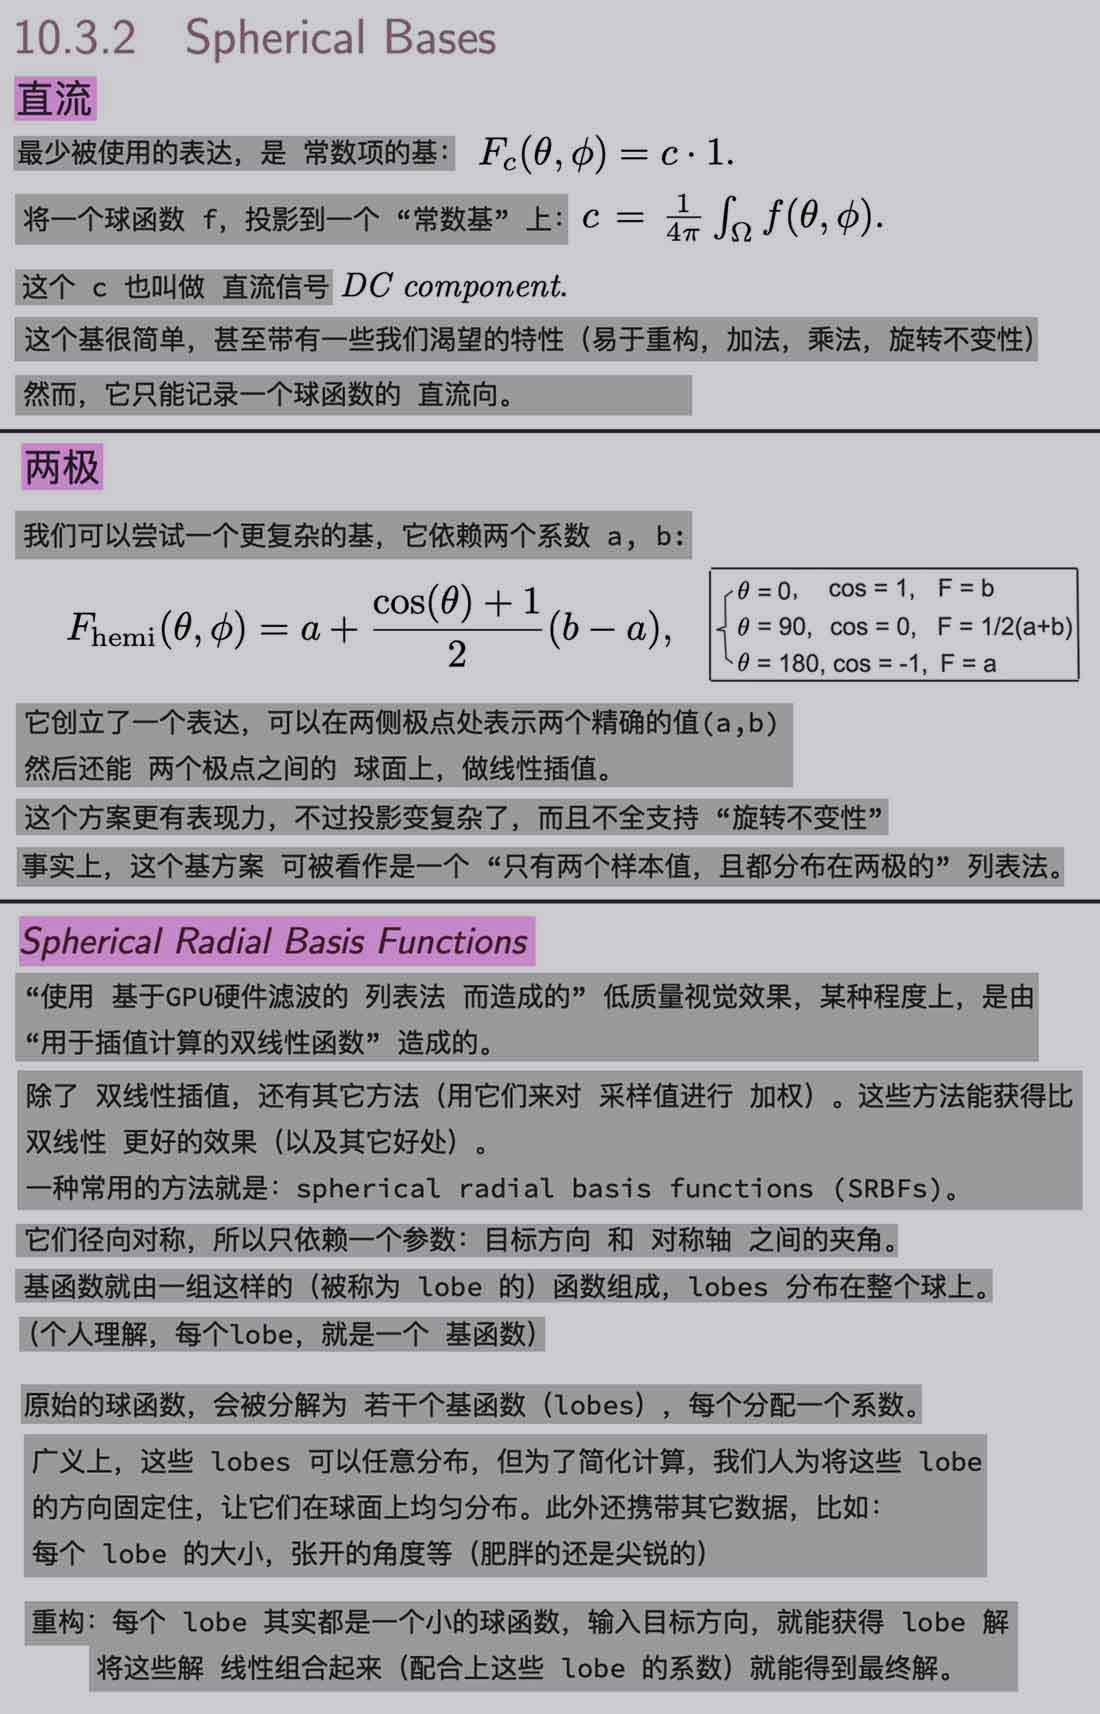 10.3.2 Spherical Bases
直流
最少被使用的表达，是 常数项的基： F_c(θ, ϕ) = c · 1.
将一个球函数 f，投影到一个 “常数基” 上： c = 1/4π ∫_Ω f(θ, ϕ).
这个 c 也叫做 直流信号 DC component.
这个基很简单，甚至带有一些我们渴望的特性（易于重构，加法，乘法，旋转不变性）
然而，它只能记录一个球函数的 直流向。
两极
我们可以尝试一个更复杂的基，它依赖两个系数 a, b:
F_hemi(θ, ϕ) = a + (cos(θ) + 1)/2 (b − a),
θ = 0, cos = 1, F = b
θ = 90, cos = 0, F = 1/2(a+b)
θ = 180, cos = -1, F = a
它创立了一个表达，可以在两侧极点处表示两个精确的值(a,b)
然后还能 两个极点之间的 球面上，做线性插值。
这个方案更有表现力，不过投影变复杂了，而且不全支持 “旋转不变性”
事实上，这个基方案 可被看作是一个 “只有两个样本值，且都分布在两极的” 列表法。
Spherical Radial Basis Functions
“使用 基于GPU硬件滤波的 列表法 而造成的” 低质量视觉效果，某种程度上，是由
“用于插值计算的双线性函数” 造成的。
除了 双线性插值，还有其它方法（用它们来对 采样值进行 加权）。这些方法能获得比
双线性 更好的效果（以及其它好处）。
一种常用的方法就是：spherical radial basis functions (SRBFs)。
它们径向对称，所以只依赖一个参数：目标方向 和 对称轴 之间的夹角。
基函数就由一组这样的（被称为 lobe 的）函数组成，lobes 分布在整个球上。
（个人理解，每个lobe，就是一个 基函数）
原始的球函数，会被分解为 若干个基函数（lobes）, 每个分配一个系数。
广义上，这些 lobes 可以任意分布，但为了简化计算，我们人为将这些 lobe
的方向固定住，让它们在球面上均匀分布。此外还携带其它数据，比如：
每个 lobe 的大小，张开的角度等（肥胖的还是尖锐的）
重构：每个 lobe 其实都是一个小的球函数，输入目标方向，就能获得 lobe 解
将这些解 线性组合起来（配合上这些 lobe 的系数）就能得到最终解。